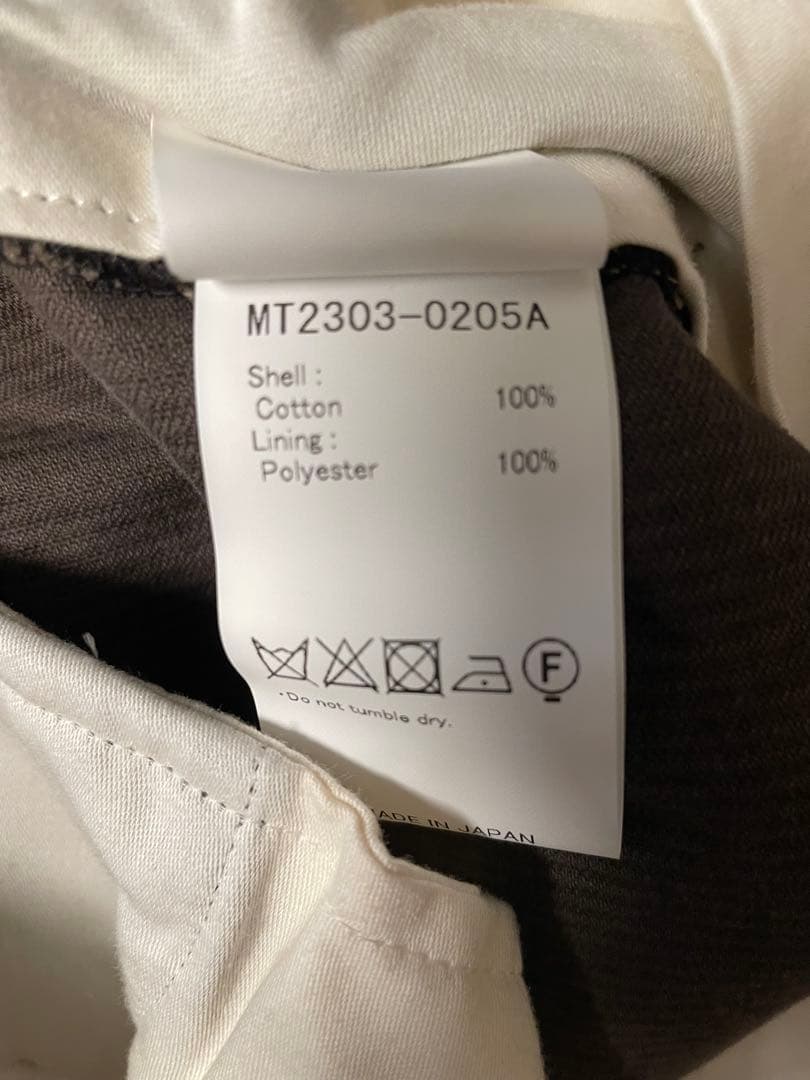 MT2303-0205A
Shell :
Cotton 100%
Lining :
Polyester 100%
F
·Do not tumble dry.
MADE IN JAPAN